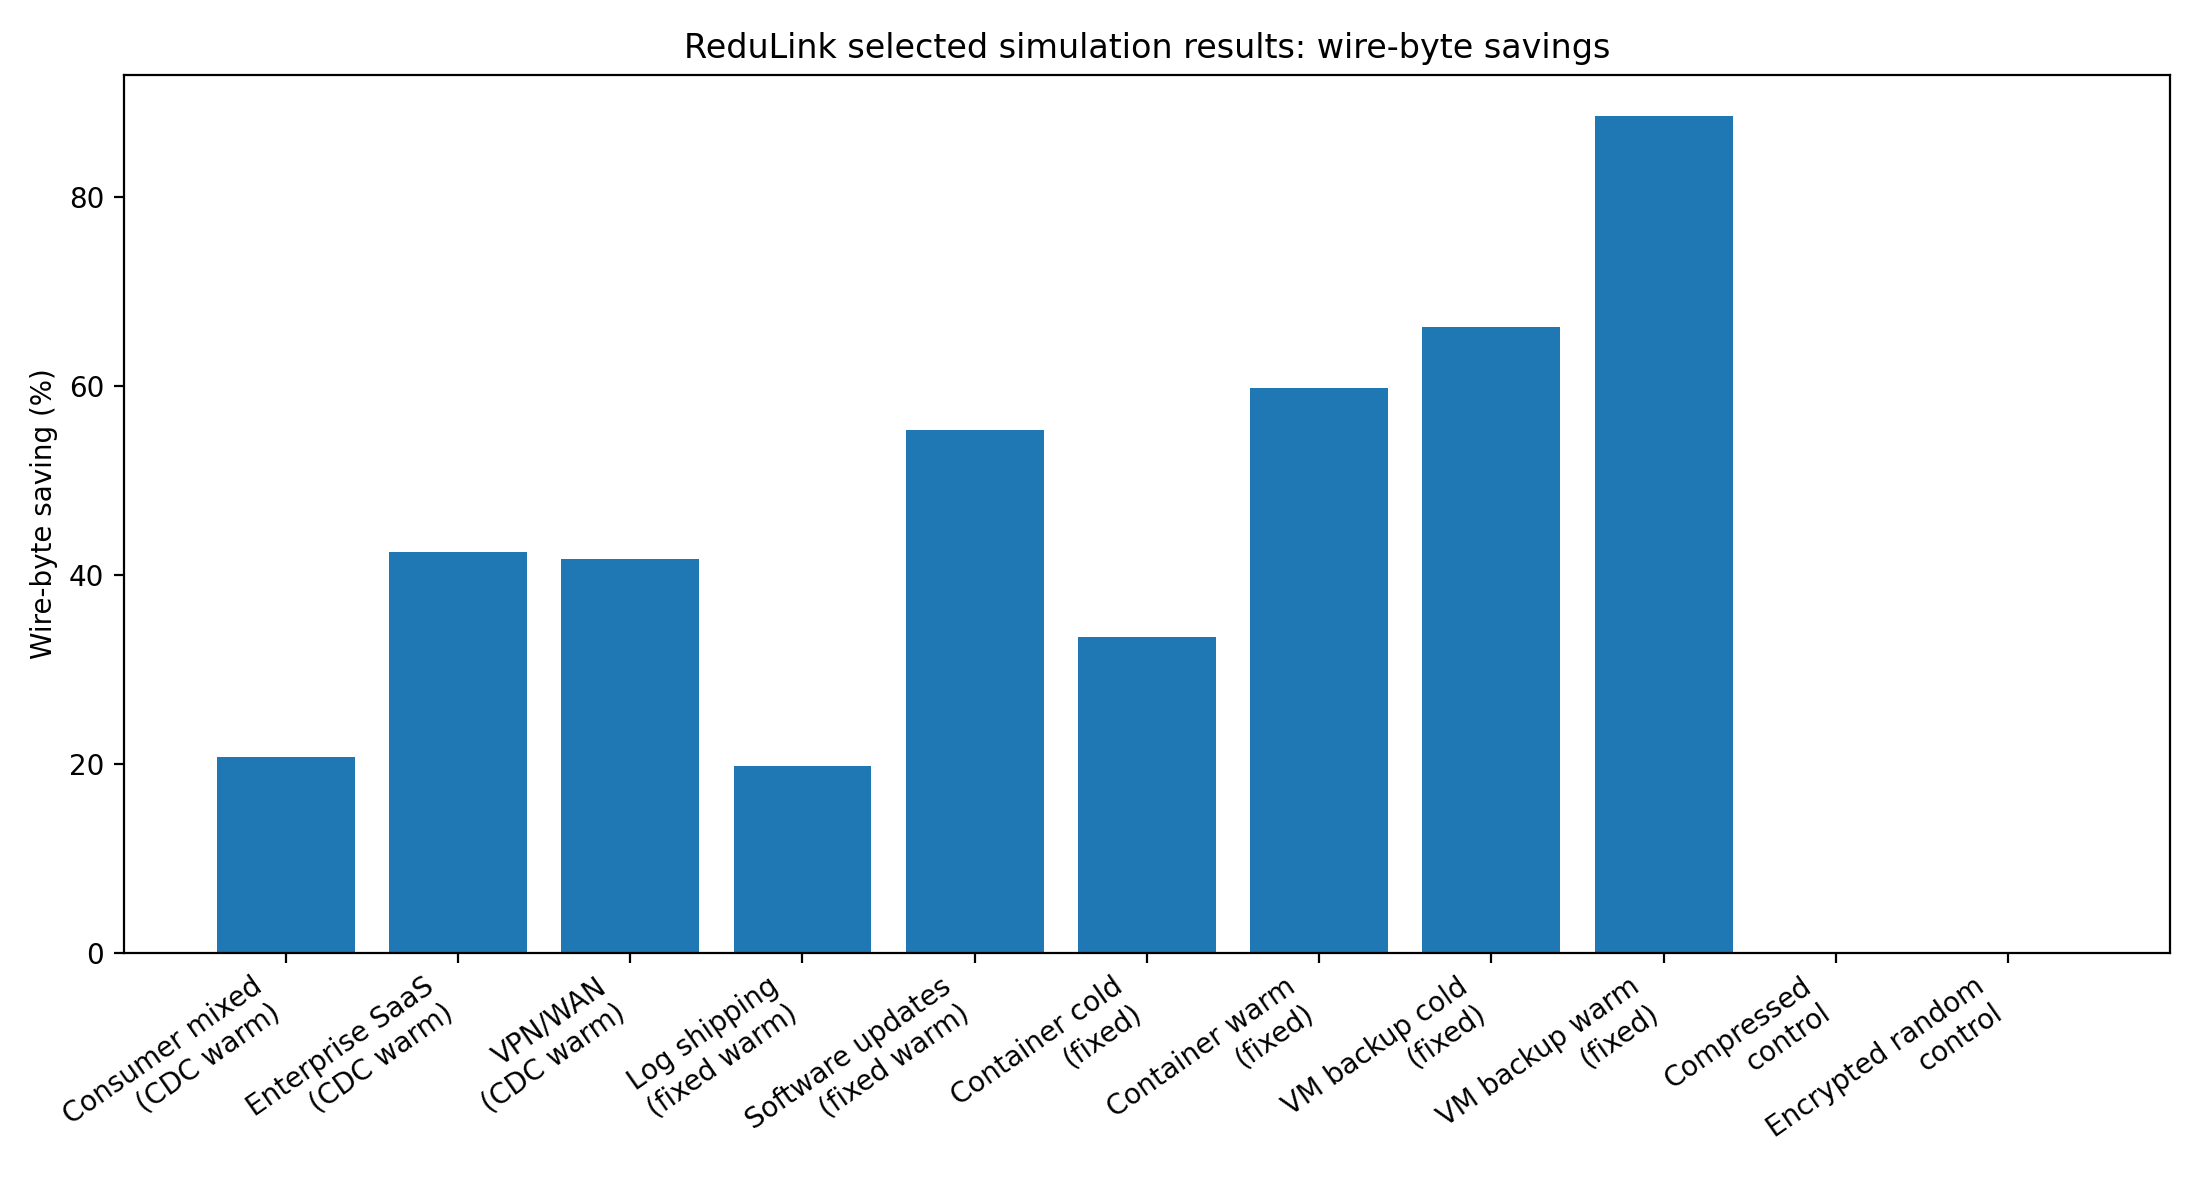 ReduLink selected simulation results: wire-byte savings
Wire-byte saving (%)
80
60
40
20
0
Consumer mixed
(CDC warm)
Enterprise SaaS
(CDC warm)
VPN/WAN
(CDC warm)
Log shipping
(fixed warm)
Software updates
(fixed warm)
Container cold
(fixed)
Container warm
(fixed)
VM backup cold
(fixed)
VM backup warm
(fixed)
Compressed
control
Encrypted random
control